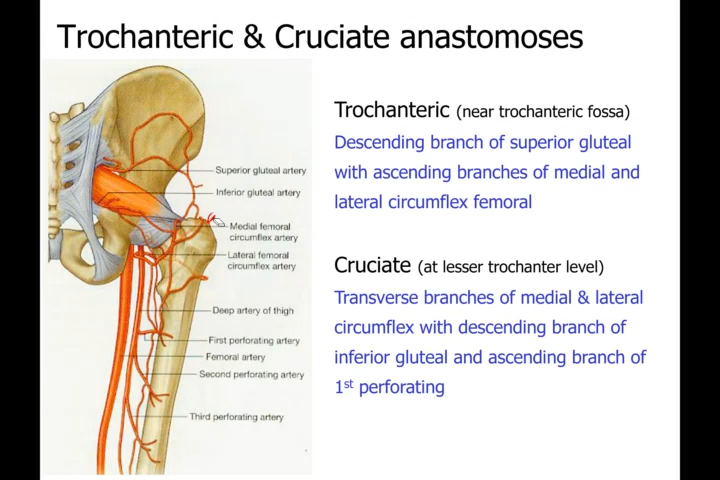 Trochanteric & Cruciate anastomoses
Superior gluteal artery
Inferior gluteal artery
Medial femoral
circumflex artery
Lateral femoral
circumflex artery
Deep artery of thigh
First perforating artery
Femoral artery
Second perforating artery
Third perforating artery
Trochanteric (near trochanteric fossa)
Descending branch of superior gluteal
with ascending branches of medial and
lateral circumflex femoral
Cruciate (at lesser trochanter level)
Transverse branches of medial & lateral
circumflex with descending branch of
inferior gluteal and ascending branch of
1st perforating